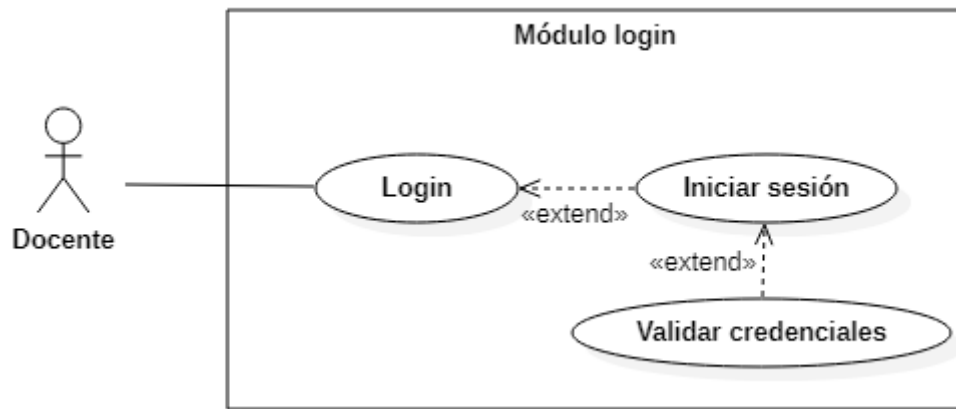 Módulo login
Login
Iniciar sesión
«extend»
Docente
«extend»
Validar credenciales